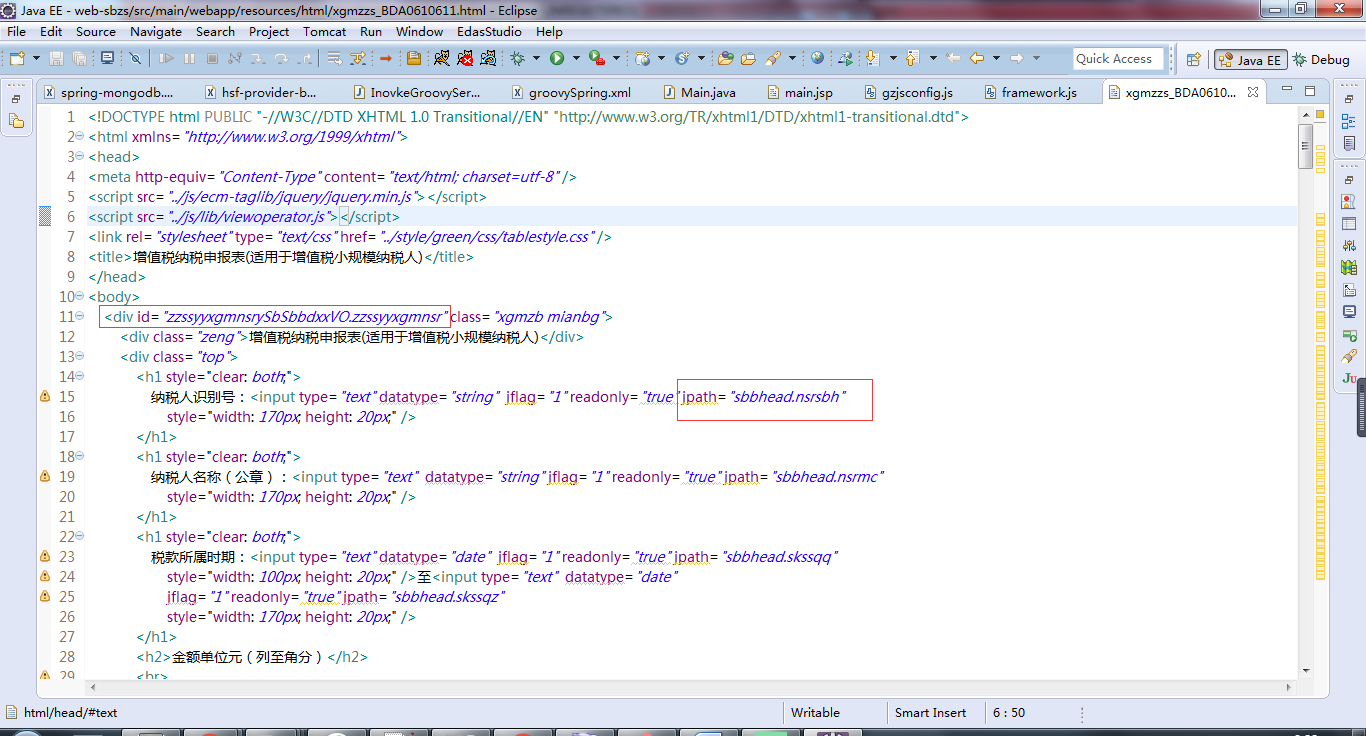 Java EE - web-sbzs/src/main/webapp/resources/html/xgmzzs_BDA0610611.html - Eclipse
File Edit Source Navigate Search Project Tomcat Run Window EdasStudio Help
Quick Access Java EE Debug
spring-mongodb.... hsf-provider-b... InovkeGroovySer... groovySpring.xml Main.java main.jsp gzjsconfig.js framework.js xgmzzs_BDA0610...
1 <!DOCTYPE html PUBLIC "-//W3C//DTD XHTML 1.0 Transitional//EN" "http://www.w3.org/TR/xhtml1/DTD/xhtml1-transitional.dtd">
2 <html xmlns="http://www.w3.org/1999/xhtml">
3 <head>
4 <meta http-equiv="Content-Type" content="text/html; charset=utf-8" />
5 <script src="../js/ecm-taglib/jquery/jquery.min.js"></script>
6 <script src="../js/lib/viewoperator.js"></script>
7 <link rel="stylesheet" type="text/css" href="../style/green/css/tablestyle.css" />
8 <title>增值税纳税申报表(适用于增值税小规模纳税人)</title>
9 </head>
10 <body>
11 <div id="zzssyyxgmnsrySbSbbdxxVO.zzssyyxgmnsr" class="xgmzb mianbg">
12 <div class="zeng">增值税纳税申报表(适用于增值税小规模纳税人)</div>
13 <div class="top">
14 <h1 style="clear: both;">
15 纳税人识别号：<input type="text" datatype="string" jflag="1" readonly="true" jpath="sbbhead.nsrsbh"
16 style="width: 170px; height: 20px;" />
17 </h1>
18 <h1 style="clear: both;">
19 纳税人名称（公章）：<input type="text" datatype="string" jflag="1" readonly="true" jpath="sbbhead.nsrmc"
20 style="width: 170px; height: 20px;" />
21 </h1>
22 <h1 style="clear: both;">
23 税款所属时期：<input type="text" datatype="date" jflag="1" readonly="true" jpath="sbbhead.skssqq"
24 style="width: 100px; height: 20px;" />至<input type="text" datatype="date"
25 jflag="1" readonly="true" jpath="sbbhead.skssqz"
26 style="width: 170px; height: 20px;" />
27 </h1>
28 <h2>金额单位元（列至角分）</h2>
29 <br>
html/head/#text Writable Smart Insert 6 : 50